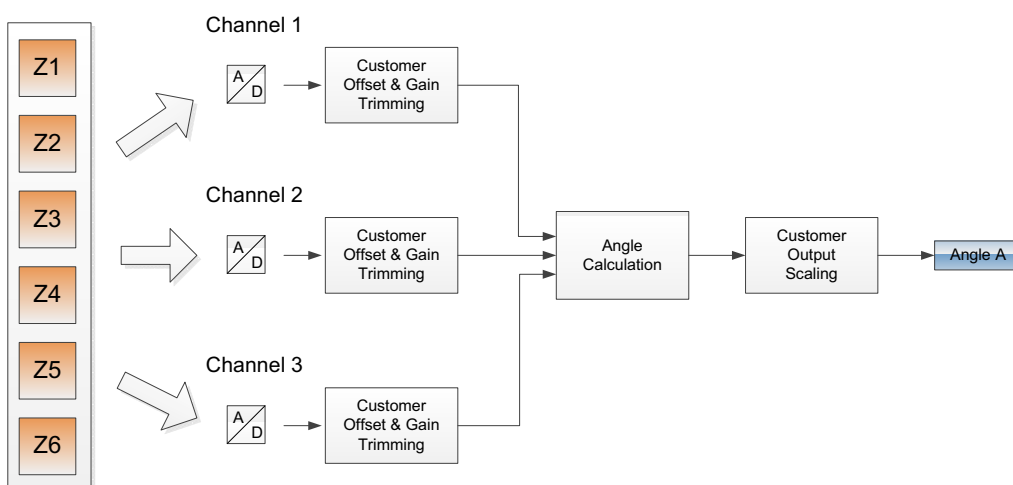 Z1
Z2
Z3
Z4
Z5
Z6
Channel 1
A
D
Customer
Offset & Gain
Trimming
Channel 2
A
D
Customer
Offset & Gain
Trimming
Channel 3
A
D
Customer
Offset & Gain
Trimming
Angle
Calculation
Customer
Output
Scaling
Angle A